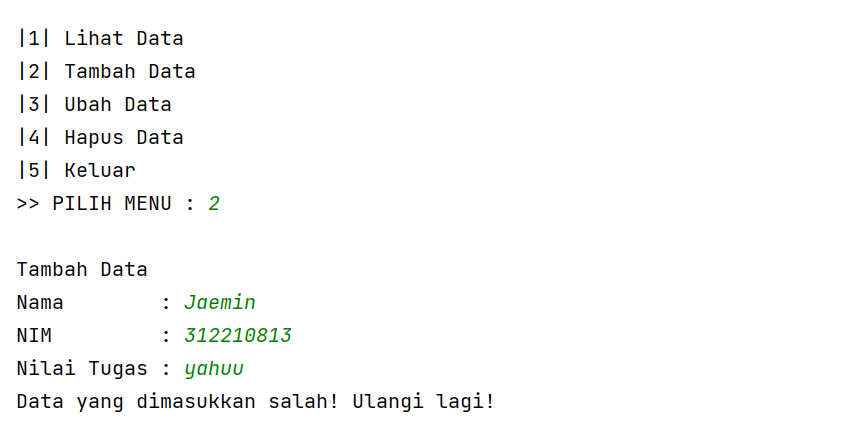 |1| Lihat Data
|2| Tambah Data
|3| Ubah Data
|4| Hapus Data
|5| Keluar
>> PILIH MENU : 2
Tambah Data
Nama        : Jaemin
NIM         : 312210813
Nilai Tugas : yahuu
Data yang dimasukkan salah! Ulangi lagi!